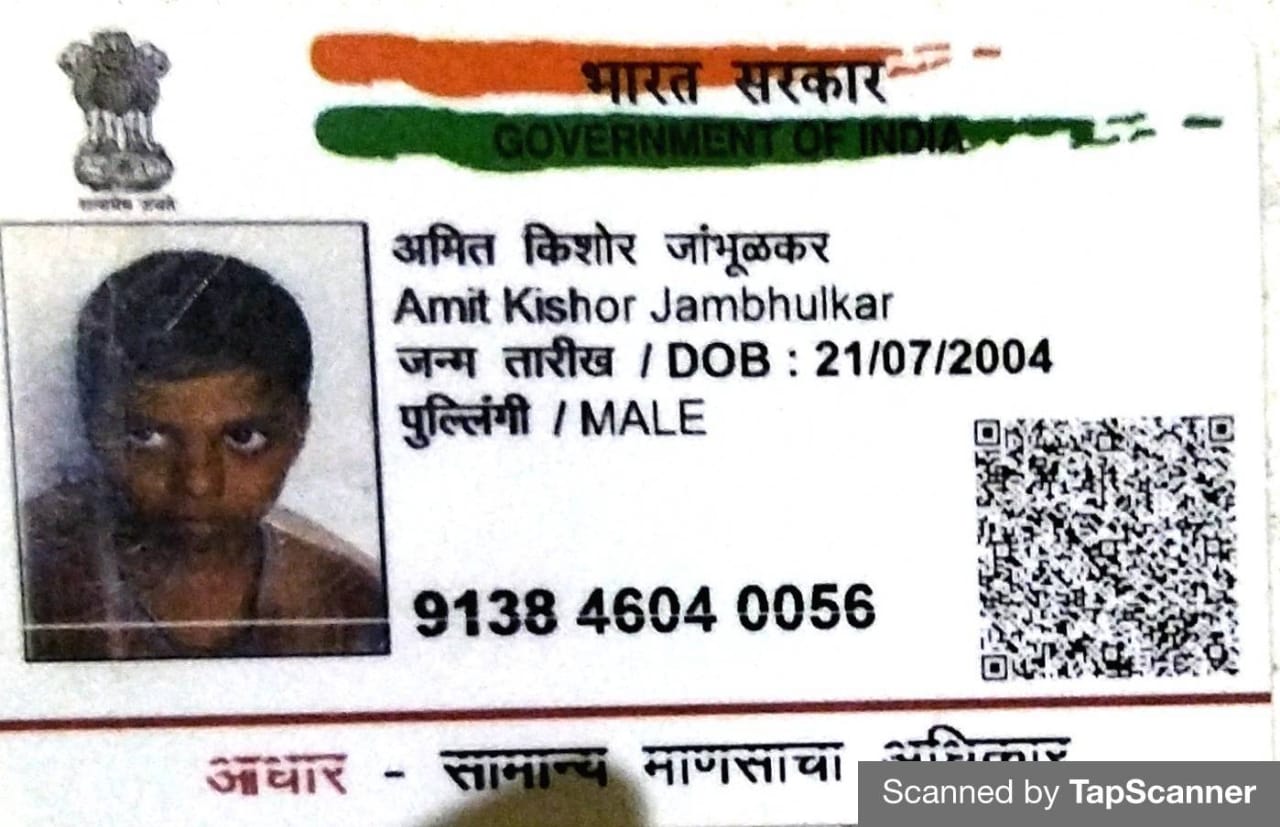 भारत सरकार
GOVERNMENT OF INDIA
सत्यमेव जयते
अमित किशोर जांभूळकर
Amit Kishor Jambhulkar
जन्म तारीख / DOB : 21/07/2004
पुल्लिंगी / MALE
9138 4604 0056
आधार - सामान्य माणसाचा अधिकार
Scanned by TapScanner